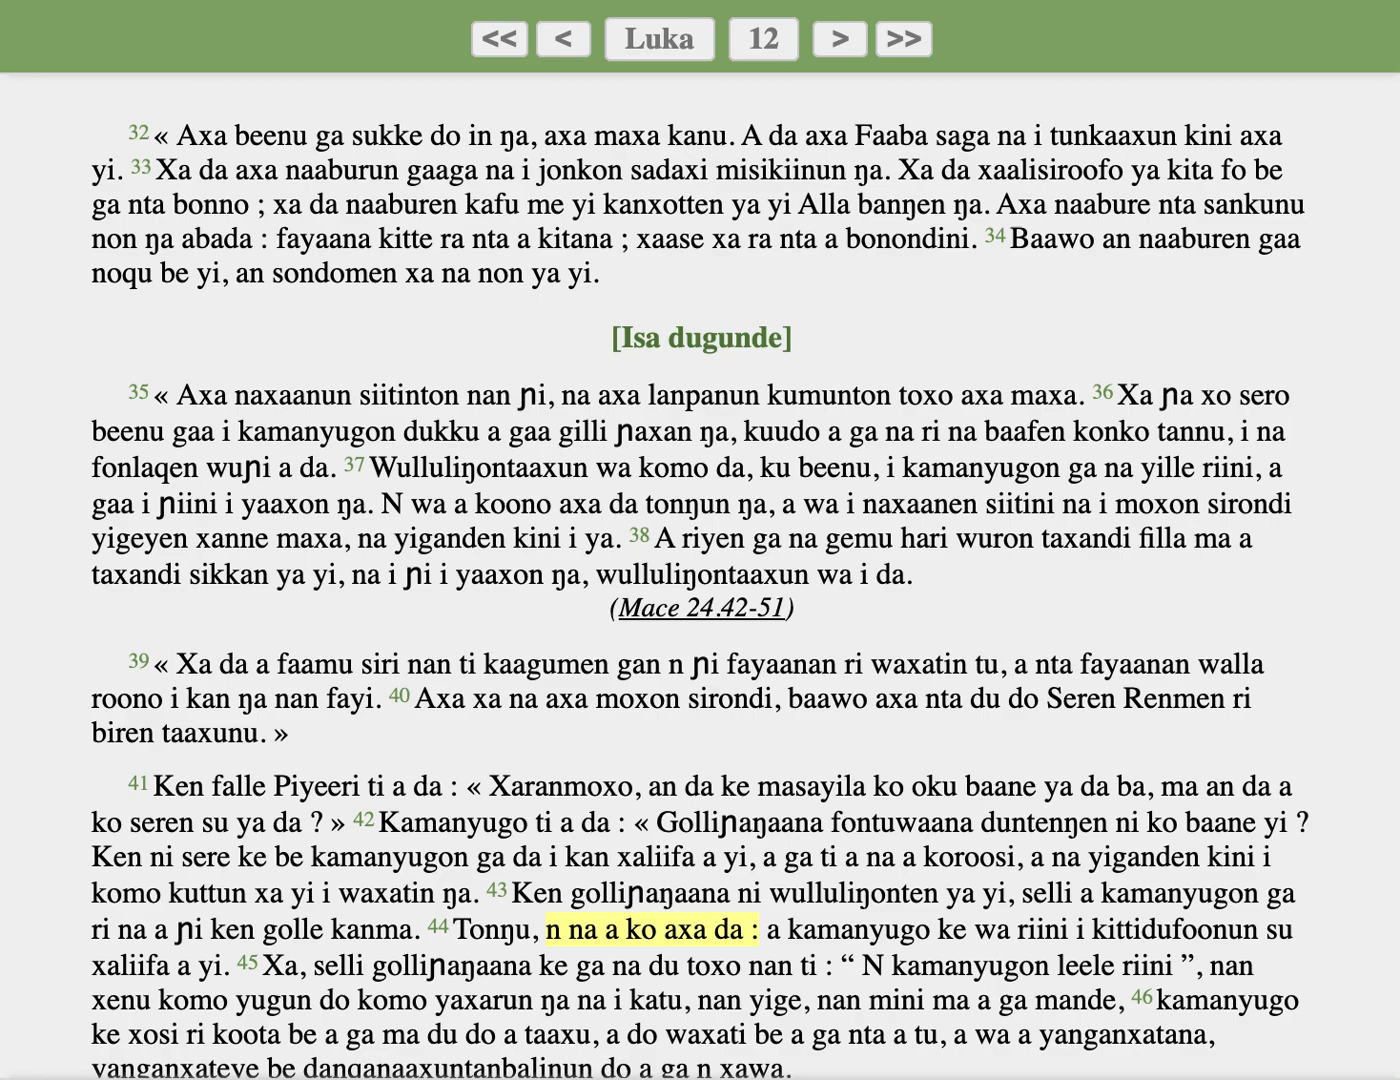 << < Luka 12 > >>
32 « Axa beenu ga sukke do in ŋa, axa maxa kanu. A da axa Faaba saga na i tunkaaxun kini axa
yi. 33 Xa da axa naaburun gaaga na i jonkon sadaxi misikiinun ŋa. Xa da xaalisiroofo ya kita fo be
ga nta bonno ; xa da naaburen kafu me yi kanxotten ya yi Alla banŋen ŋa. Axa naabure nta sankunu
non ŋa abada : fayaana kitte ra nta a kitana ; xaase xa ra nta a bonondini. 34 Baawo an naaburen gaa
noqu be yi, an sondomen xa na non ya yi.
[Isa dugunde]
35 « Axa naxaanun siitinton nan ɲi, na axa lanpanun kumunton toxo axa maxa. 36 Xa ɲa xo sero
beenu gaa i kamanyugon dukku a gaa gilli ɲaxan ŋa, kuudo a ga na ri na baafen konko tannu, i na
fonlaqen wuɲi a da. 37 Wulluliŋontaaxun wa komo da, ku beenu, i kamanyugon ga na yille riini, a
gaa i ɲiini i yaaxon ŋa. N wa a koono axa da tonŋun ŋa, a wa i naxaanen siitini na i moxon sirondi
yigeyen xanne maxa, na yiganden kini i ya. 38 A riyen ga na gemu hari wuron taxandi filla ma a
taxandi sikkan ya yi, na i ɲi i yaaxon ŋa, wulluliŋontaaxun wa i da.
(Mace 24.42-51)
39 « Xa da a faamu siri nan ti kaagumen gan n ɲi fayaanan ri waxatin tu, a nta fayaanan walla
roono i kan ŋa nan fayi. 40 Axa xa na axa moxon sirondi, baawo axa nta du do Seren Renmen ri
biren taaxunu. »
41 Ken falle Piyeeri ti a da : « Xaranmoxo, an da ke masayila ko oku baane ya da ba, ma an da a
ko seren su ya da ? » 42 Kamanyugo ti a da : « Golliɲaŋaana fontuwaana duntenŋen ni ko baane yi ?
Ken ni sere ke be kamanyugon ga da i kan xaliifa a yi, a ga ti a na a koroosi, a na yiganden kini i
komo kuttun xa yi i waxatin ŋa. 43 Ken golliɲaŋaana ni wulluliŋonten ya yi, selli a kamanyugon ga
ri na a ɲi ken golle kanma. 44 Tonŋu, n na a ko axa da : a kamanyugo ke wa riini i kittidufoonun su
xaliifa a yi. 45 Xa, selli golliɲaŋaana ke ga na du toxo nan ti : “ N kamanyugon leele riini ”, nan
xenu komo yugun do komo yaxarun ŋa na i katu, nan yige, nan mini ma a ga mande, 46 kamanyugo
ke xosi ri koota be a ga ma du do a taaxu, a do waxati be a ga nta a tu, a wa a yanganxatana,
yanganxateye be danqanaaxuntanbalinun do a ga n xawa.